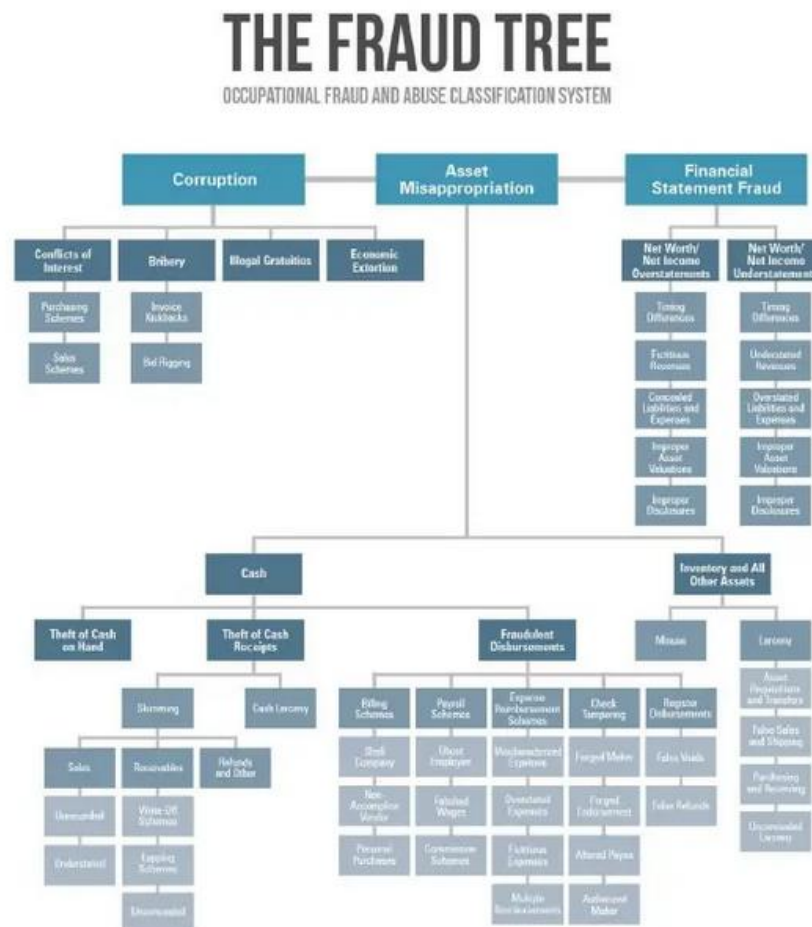 THE FRAUD TREE
OCCUPATIONAL FRAUD AND ABUSE CLASSIFICATION SYSTEM
Corruption
Asset
Misappropriation
Financial
Statement Fraud
Conflicts of
Interest
Bribery
Illegal Gratuities
Economic
Extortion
Net Worth/
Net Income
Overstatements
Net Worth/
Net Income
Understatement
Purchasing
Schemes
Sales
Schemes
Invoice
Kickbacks
Bid Rigging
Timing
Differences
Fictitious
Revenues
Concealed
Liabilities and
Expenses
Improper
Asset
Valuations
Improper
Disclosures
Timing
Differences
Understated
Revenues
Overstated
Liabilities and
Expenses
Improper
Asset
Valuations
Improper
Disclosures
Cash
Inventory and All
Other Assets
Theft of Cash
on Hand
Theft of Cash
Receipts
Fraudulent
Disbursements
Misuse
Larceny
Skimming
Cash Larceny
Sales
Receivables
Refunds
and Other
Unrecorded
Understated
Write-Off
Schemes
Lapping
Schemes
Unconcealed
Billing
Schemes
Shell
Company
Non-
Accomplice
Vendor
Personal
Purchases
Payroll
Schemes
Ghost
Employee
Falsified
Wages
Commission
Schemes
Expense
Reimbursement
Schemes
Mischaracterized
Expenses
Overstated
Expenses
Fictitious
Expenses
Multiple
Reimbursements
Check
Tampering
Forged Maker
Forged
Endorsement
Altered Payee
Authorized
Maker
Register
Disbursements
False Voids
False Refunds
Asset
Requisitions
and Transfers
False Sales
and Shipping
Purchasing
and Receiving
Unconcealed
Larceny